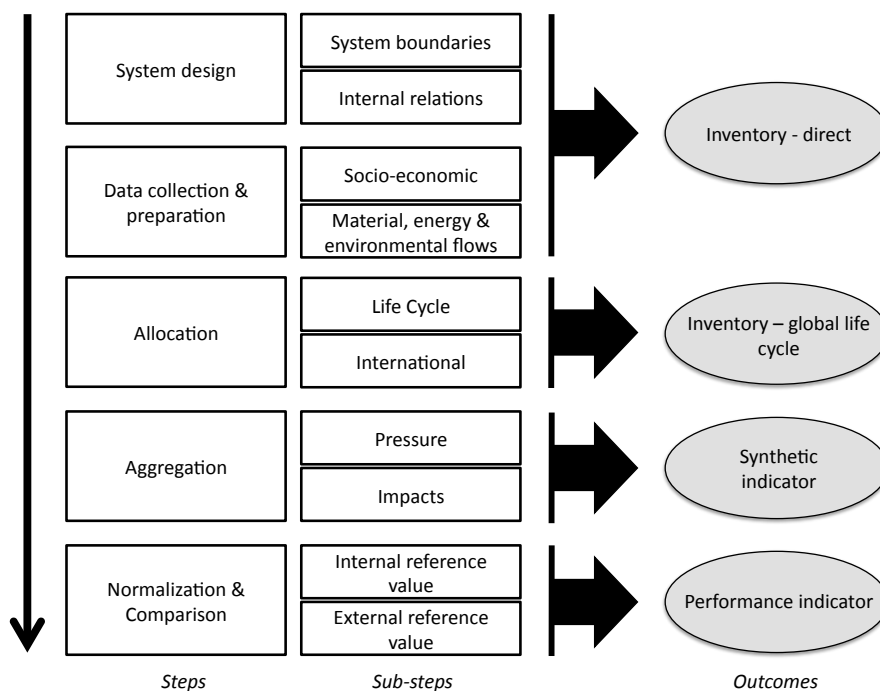 System design
System boundaries
Internal relations
Inventory - direct
Data collection &
preparation
Socio-economic
Material, energy &
environmental flows
Allocation
Life Cycle
International
Inventory – global life
cycle
Aggregation
Pressure
Impacts
Synthetic
indicator
Normalization &
Comparison
Internal reference
value
External reference
value
Performance indicator
Steps
Sub-steps
Outcomes